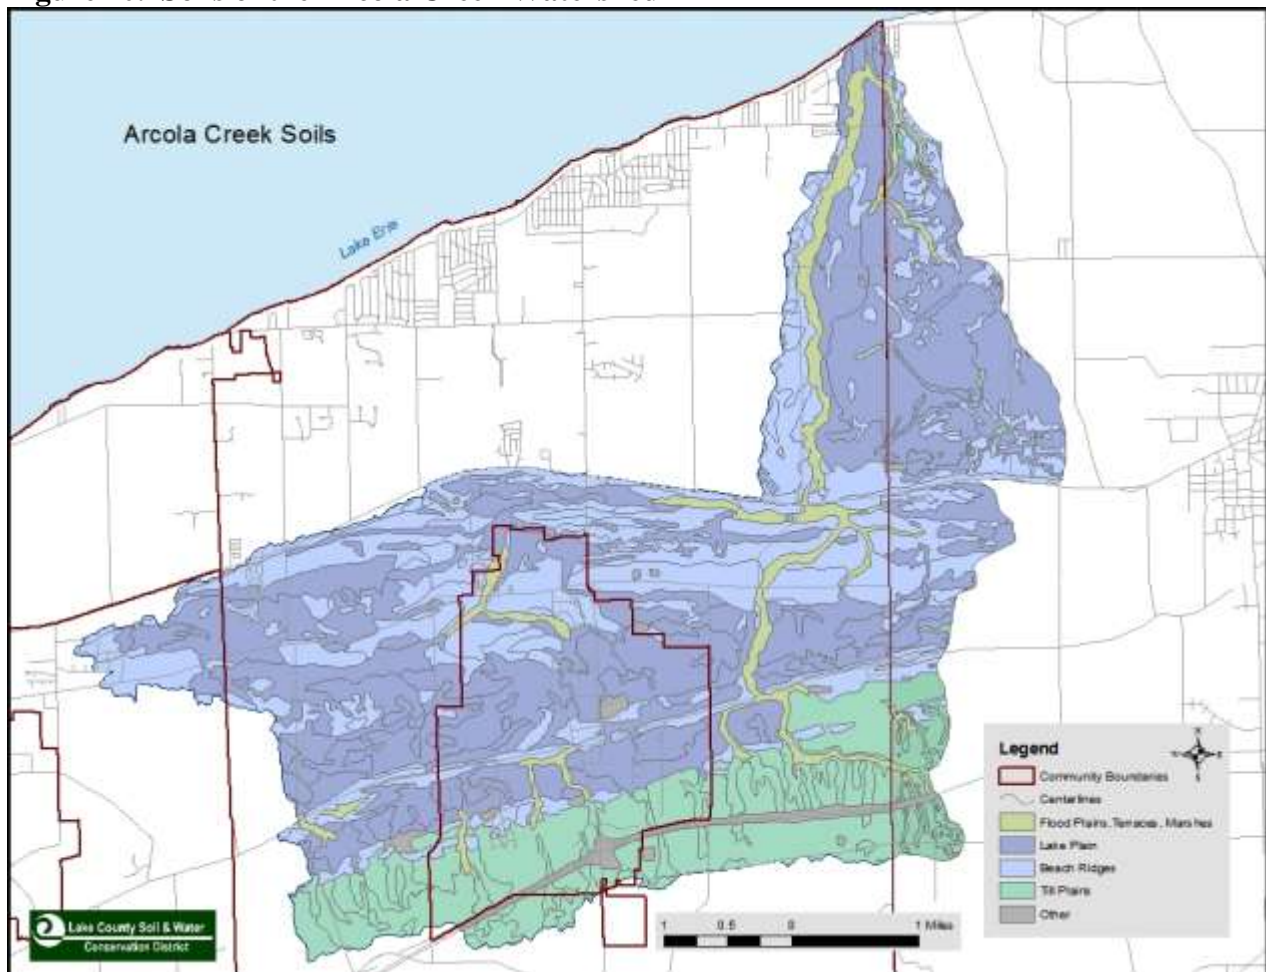 Arcola Creek Soils
Lake Erie
Legend
Community Boundaries
Centerlines
Flood Plains, Terraces, Marshes
Lake Plain
Beach Ridges
Till Plains
Other
1 0.5 0 1 Miles
Lake County Soil & Water
Conservation District